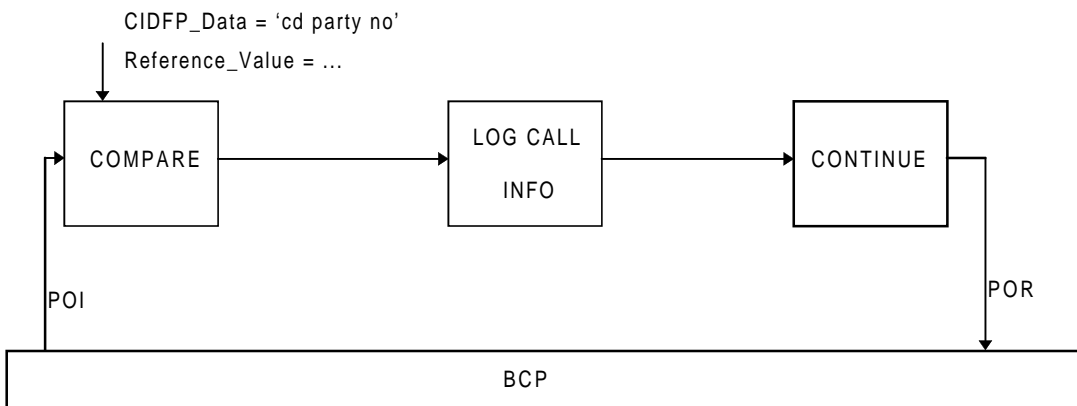 CIDFP_Data = ‘cd party no’
Reference_Value = ...
COMPARE
LOG CALL
INFO
CONTINUE
POI
POR
BCP